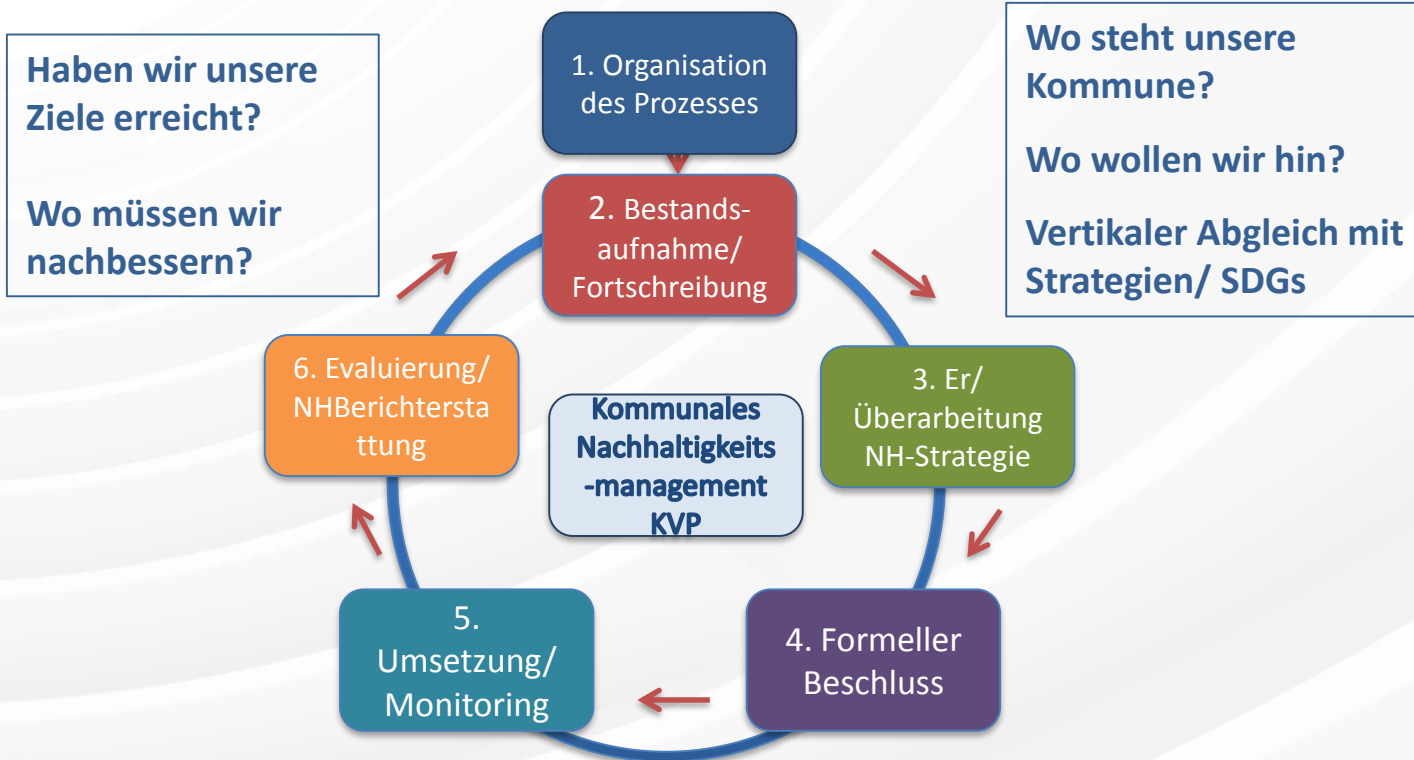 Haben wir unsere
Ziele erreicht?
Wo müssen wir
nachbessern?
1. Organisation
des Prozesses
Wo steht unsere
Kommune?
Wo wollen wir hin?
Vertikaler Abgleich mit
Strategien/ SDGs
2. Bestands-
aufnahme/
Fortschreibung
3. Er/
Überarbeitung
NH-Strategie
4. Formeller
Beschluss
5.
Umsetzung/
Monitoring
6. Evaluierung/
NHBerichtersta
ttung
Kommunales
Nachhaltigkeits
-management
KVP